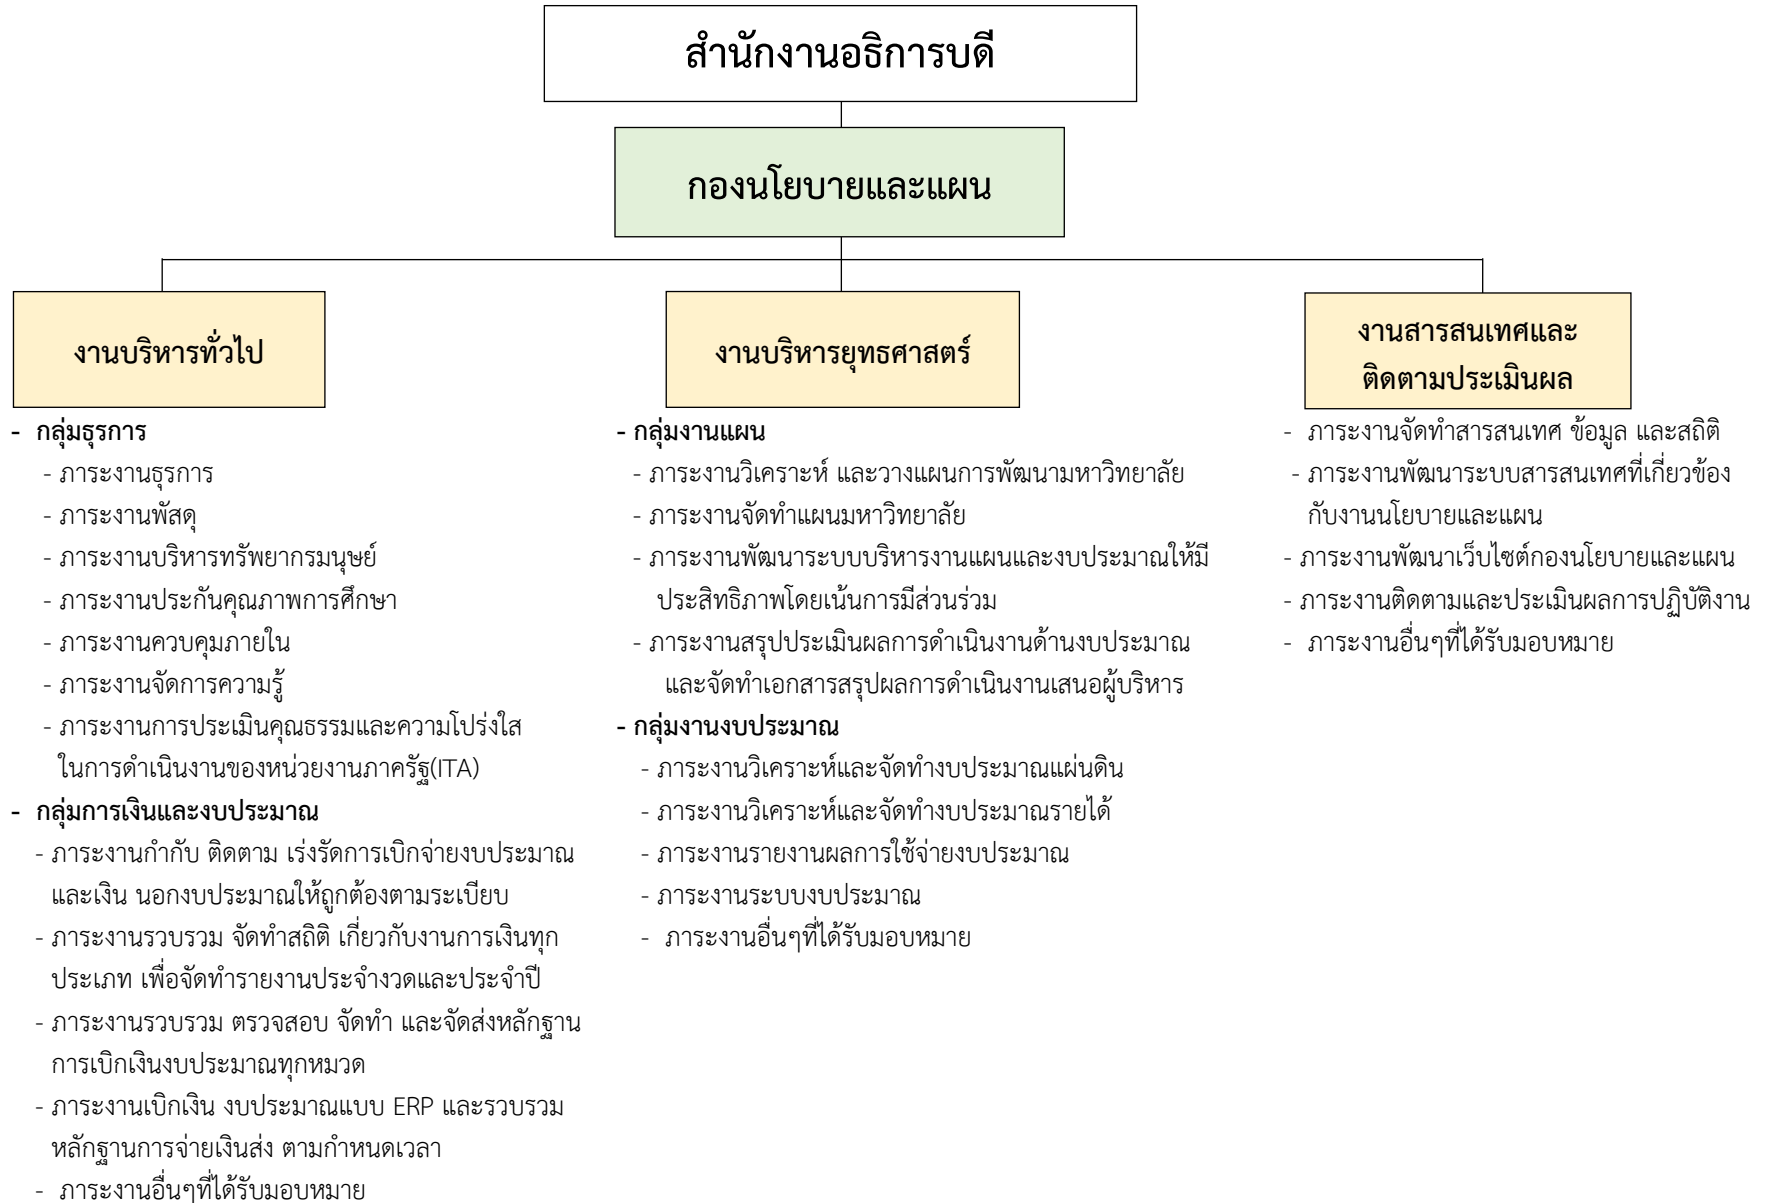 สำนักงานอธิการบดี
กองนโยบายและแผน
งานบริหารทั่วไป
- กลุ่มธุรการ
- ภาระงานธุรการ
- ภาระงานพัสดุ
- ภาระงานบริหารทรัพยากรมนุษย์
- ภาระงานประกันคุณภาพการศึกษา
- ภาระงานควบคุมภายใน
- ภาระงานจัดการความรู้
- ภาระงานการประเมินคุณธรรมและความโปร่งใส
ในการดำเนินงานของหน่วยงานภาครัฐ(ITA)
- กลุ่มการเงินและงบประมาณ
- ภาระงานกำกับ ติดตาม เร่งรัดการเบิกจ่ายงบประมาณ
และเงิน นอกงบประมาณให้ถูกต้องตามระเบียบ
- ภาระงานรวบรวม จัดทำสถิติ เกี่ยวกับงานการเงินทุก
ประเภท เพื่อจัดทำรายงานประจำงวดและประจำปี
- ภาระงานรวบรวม ตรวจสอบ จัดทำ และจัดส่งหลักฐาน
การเบิกเงินงบประมาณทุกหมวด
- ภาระงานเบิกเงิน งบประมาณแบบ ERP และรวบรวม
หลักฐานการจ่ายเงินส่ง ตามกำหนดเวลา
- ภาระงานอื่นๆที่ได้รับมอบหมาย
งานบริหารยุทธศาสตร์
- กลุ่มงานแผน
- ภาระงานวิเคราะห์ และวางแผนการพัฒนามหาวิทยาลัย
- ภาระงานจัดทำแผนมหาวิทยาลัย
- ภาระงานพัฒนาระบบบริหารงานแผนและงบประมาณให้มี
ประสิทธิภาพโดยเน้นการมีส่วนร่วม
- ภาระงานสรุปประเมินผลการดำเนินงานด้านงบประมาณ
และจัดทำเอกสารสรุปผลการดำเนินงานเสนอผู้บริหาร
- กลุ่มงานงบประมาณ
- ภาระงานวิเคราะห์และจัดทำงบประมาณแผ่นดิน
- ภาระงานวิเคราะห์และจัดทำงบประมาณรายได้
- ภาระงานรายงานผลการใช้จ่ายงบประมาณ
- ภาระงานระบบงบประมาณ
- ภาระงานอื่นๆที่ได้รับมอบหมาย
งานสารสนเทศและ
ติดตามประเมินผล
- ภาระงานจัดทำสารสนเทศ ข้อมูล และสถิติ
- ภาระงานพัฒนาระบบสารสนเทศที่เกี่ยวข้อง
กับงานนโยบายและแผน
- ภาระงานพัฒนาเว็บไซต์กองนโยบายและแผน
- ภาระงานติดตามและประเมินผลการปฏิบัติงาน
- ภาระงานอื่นๆที่ได้รับมอบหมาย